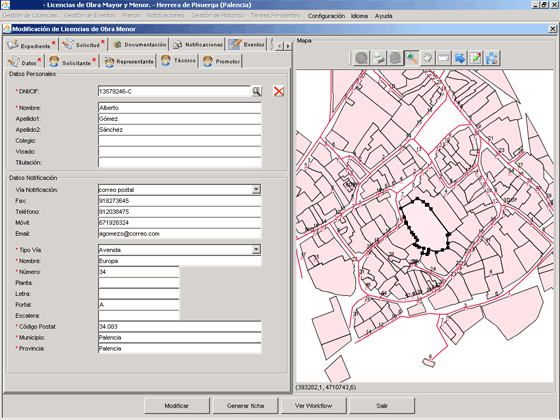 - Licencias de Obra Mayor y Menor. - Herrera de Pisuerga (Palencia)
Gestión de Licencias Gestión de Eventos Planos Notificaciones Gestión de Histórico Tareas Pendientes Configuración Idioma Ayuda
Modificación de Licencias de Obra Menor
Expediente * Solicitud * Documentación Notificaciones Eventos
Datos * Solicitante * Representante Técnico Promotor
Datos Personales
* DNI/CIF: 13579246-C
* Nombre: Alberto
Apellido1: Gómez
Apellido2: Sánchez
Colegio:
Visado:
Titulación:
Datos Notificación
Vía Notificación: correo postal
Fax: 918273645
Teléfono: 912038475
Móvil: 671928324
Email: agomezs@correo.com
* Tipo Vía: Avenida
* Nombre: Europa
* Número: 34
Planta:
Letra:
Portal: A
Escalera:
* Código Postal: 34.083
* Municipio: Palencia
* Provincia: Palencia
Mapa
(393282,1, 4710743,6)
Modificar Generar ficha Ver Workflow Salir